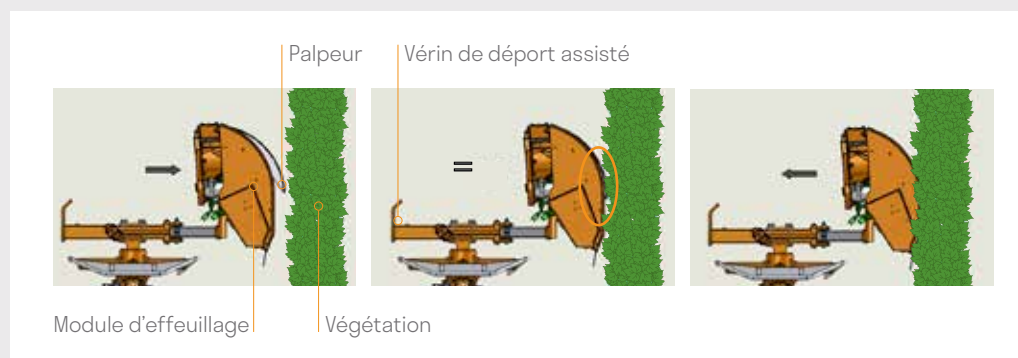 Palpeur
Vérin de déport assisté
=
Module d'effeuillage
Végétation